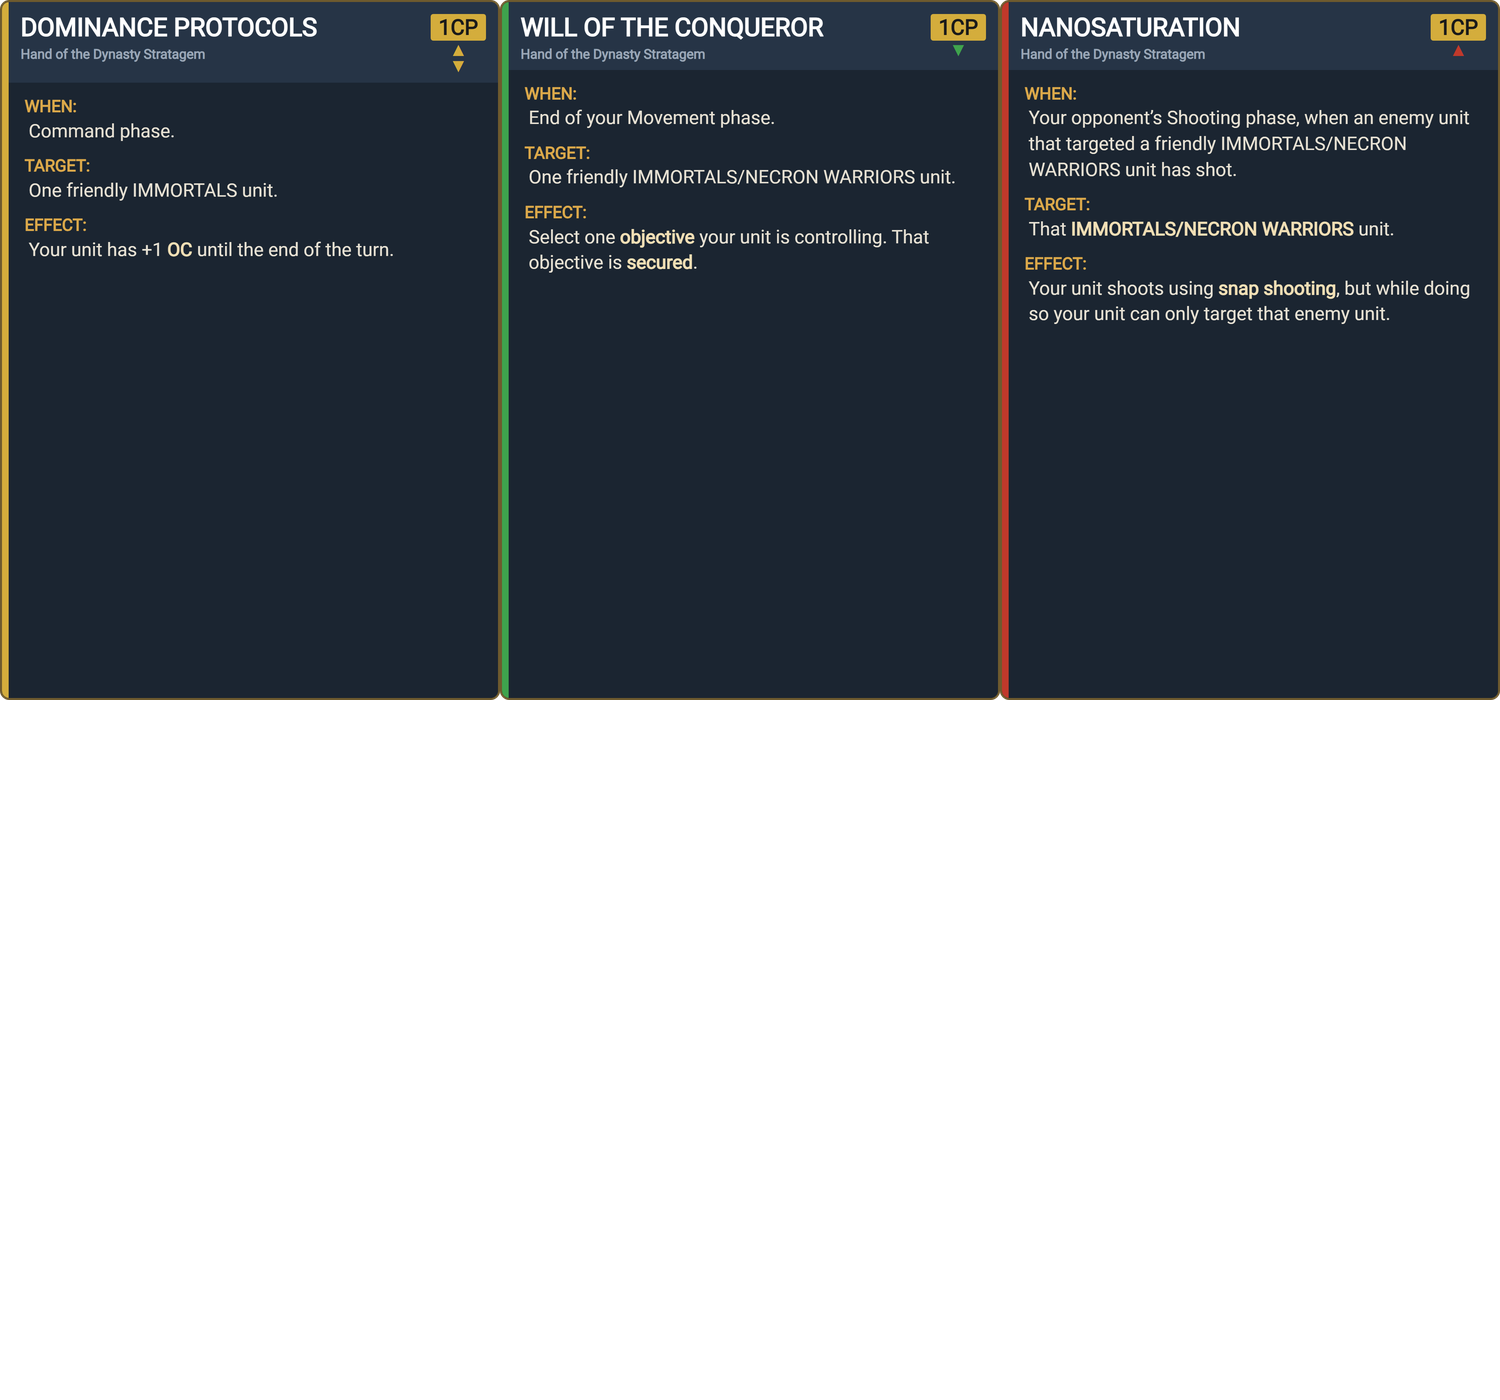 DOMINANCE PROTOCOLS
1CP
Hand of the Dynasty Stratagem
WHEN:
Command phase.
TARGET:
One friendly IMMORTALS unit.
EFFECT:
Your unit has +1 OC until the end of the turn.
WILL OF THE CONQUEROR
1CP
Hand of the Dynasty Stratagem
WHEN:
End of your Movement phase.
TARGET:
One friendly IMMORTALS/NECRON WARRIORS unit.
EFFECT:
Select one objective your unit is controlling. That
objective is secured.
NANOSATURATION
1CP
Hand of the Dynasty Stratagem
WHEN:
Your opponent’s Shooting phase, when an enemy unit
that targeted a friendly IMMORTALS/NECRON
WARRIORS unit has shot.
TARGET:
That IMMORTALS/NECRON WARRIORS unit.
EFFECT:
Your unit shoots using snap shooting, but while doing
so your unit can only target that enemy unit.